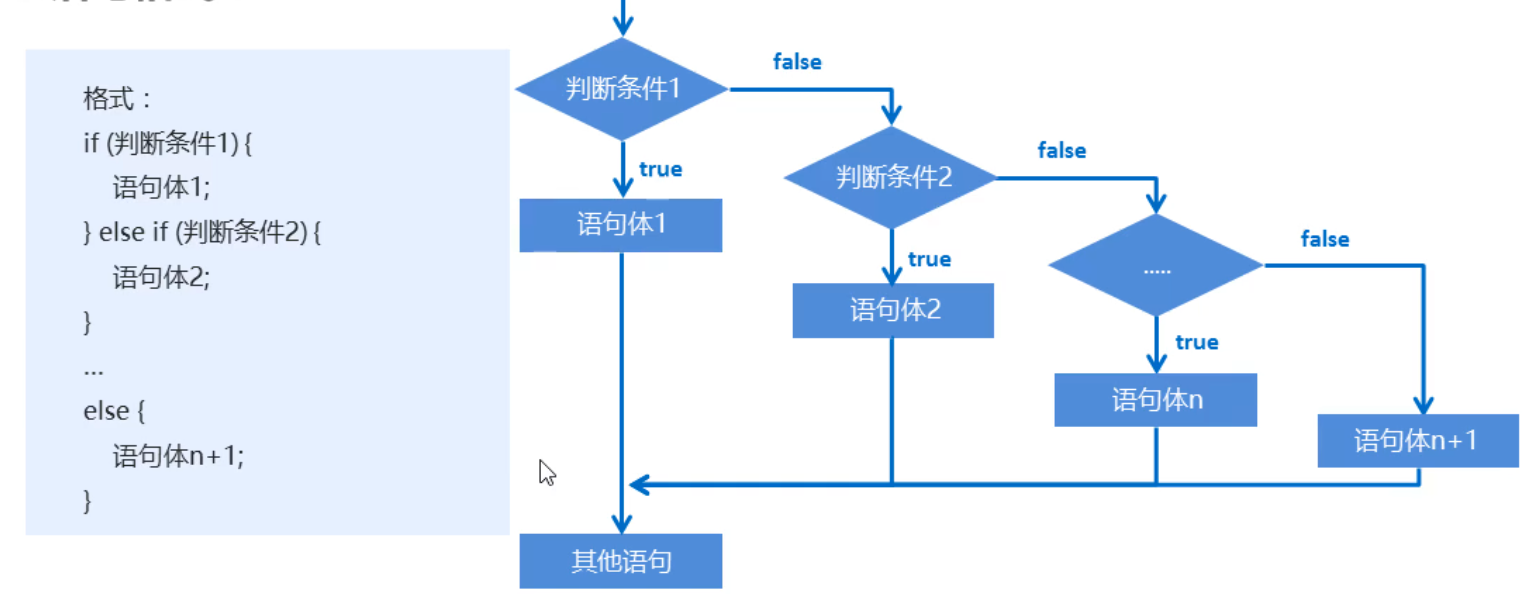 格式：
if (判断条件1) {
语句体1;
} else if (判断条件2) {
语句体2;
}
...
else {
语句体n+1;
}
判断条件1
false
true
语句体1
判断条件2
false
true
语句体2
.....
false
true
语句体n
语句体n+1
其他语句